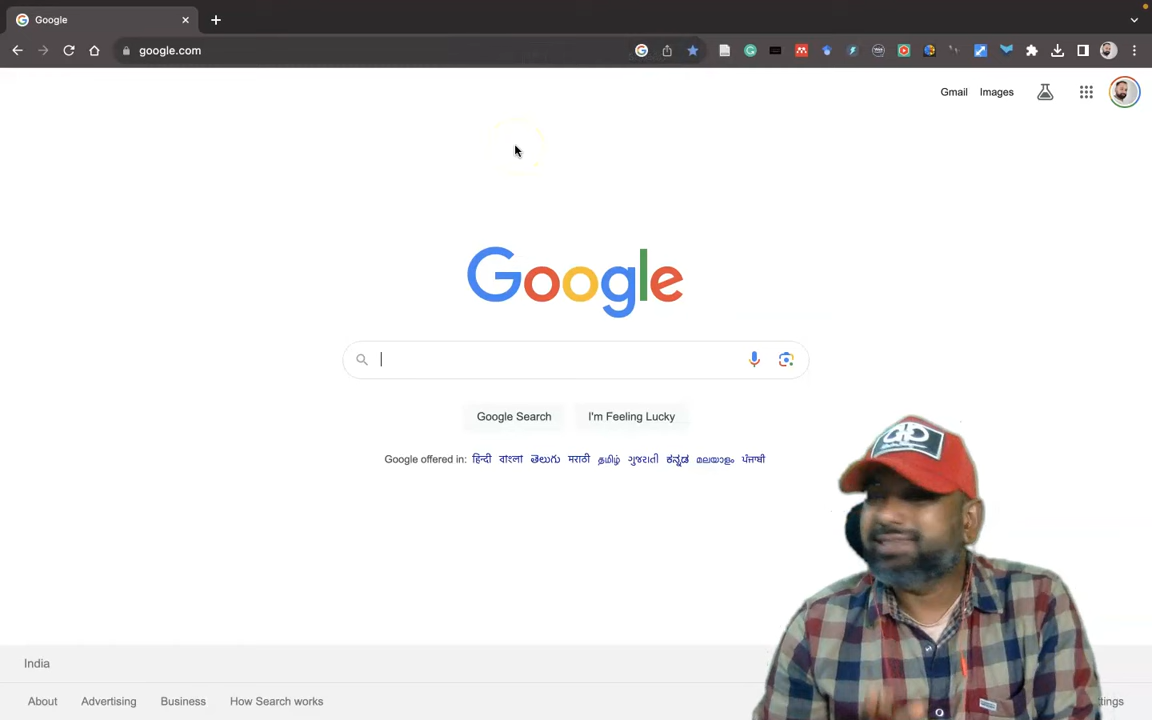 Google
google.com
Gmail Images
Google
Google Search I'm Feeling Lucky
Google offered in: हिन्दी বাংলা తెలుగు मराठी தமிழ் ગુજરાતી ಕನ್ನಡ മലയാളം ਪੰਜਾਬੀ
India
About Advertising Business How Search works